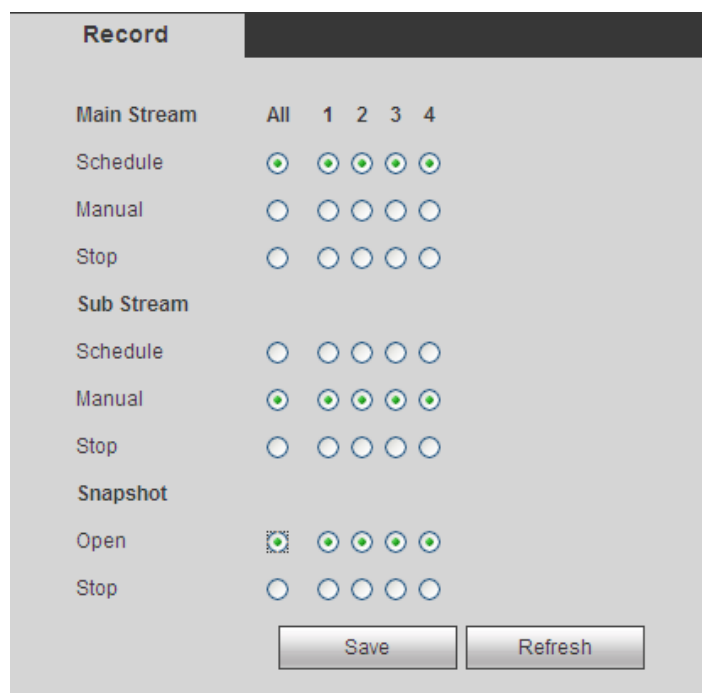 Record
Main Stream All 1 2 3 4
Schedule
Manual
Stop
Sub Stream
Schedule
Manual
Stop
Snapshot
Open
Stop
Save Refresh